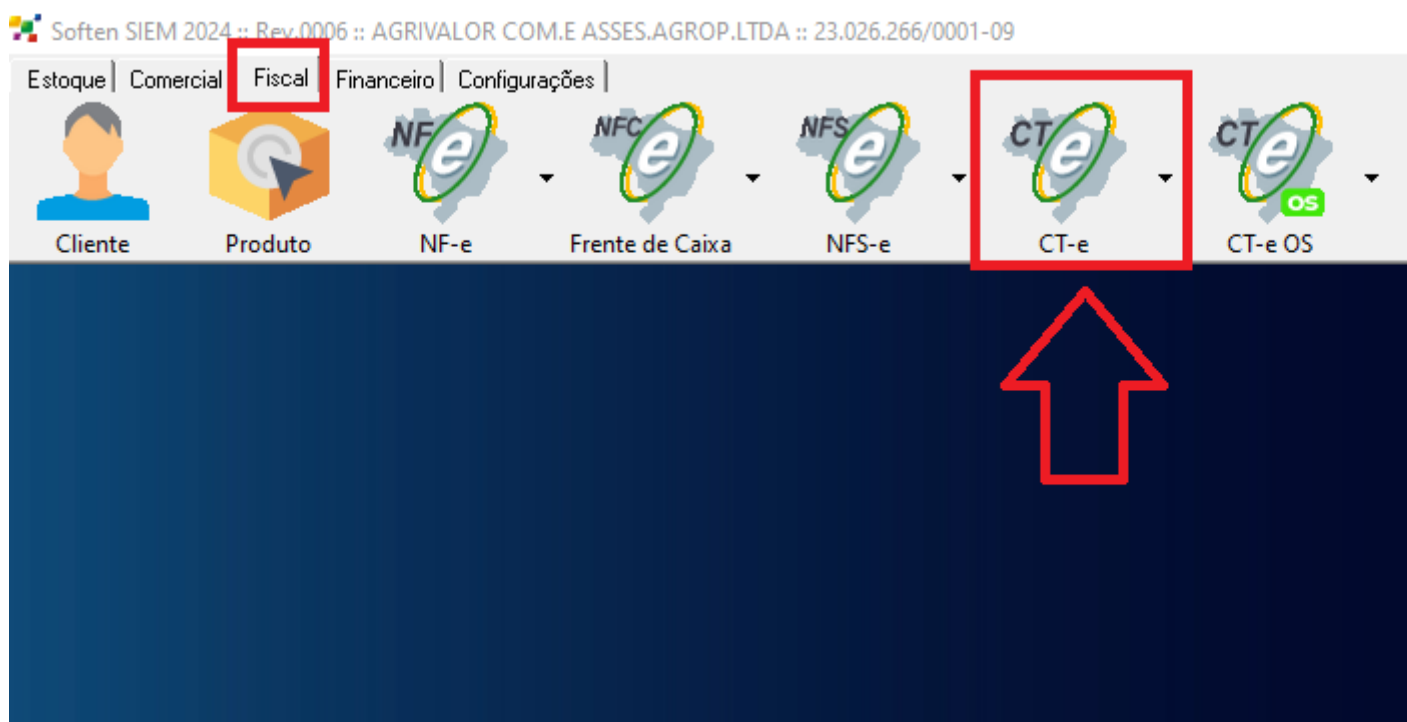 Soften SIEM 2024 :: Rev.0006 :: AGRIVALOR COM.E ASSES.AGROP.LTDA :: 23.026.266/0001-09
Estoque Comercial Fiscal Financeiro Configurações
NF e NFC e NFS e CT e CT e OS
Cliente Produto NF-e Frente de Caixa NFS-e CT-e CT-e OS